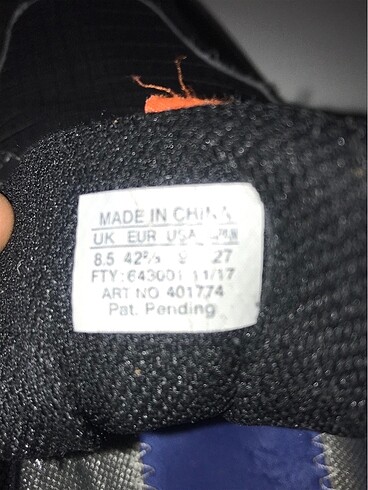 MADE IN CHINA
UK EUR USA
8.5 42⅔ 9 27
FTY: 643001 11/17
ART NO 401774
Pat. Pending